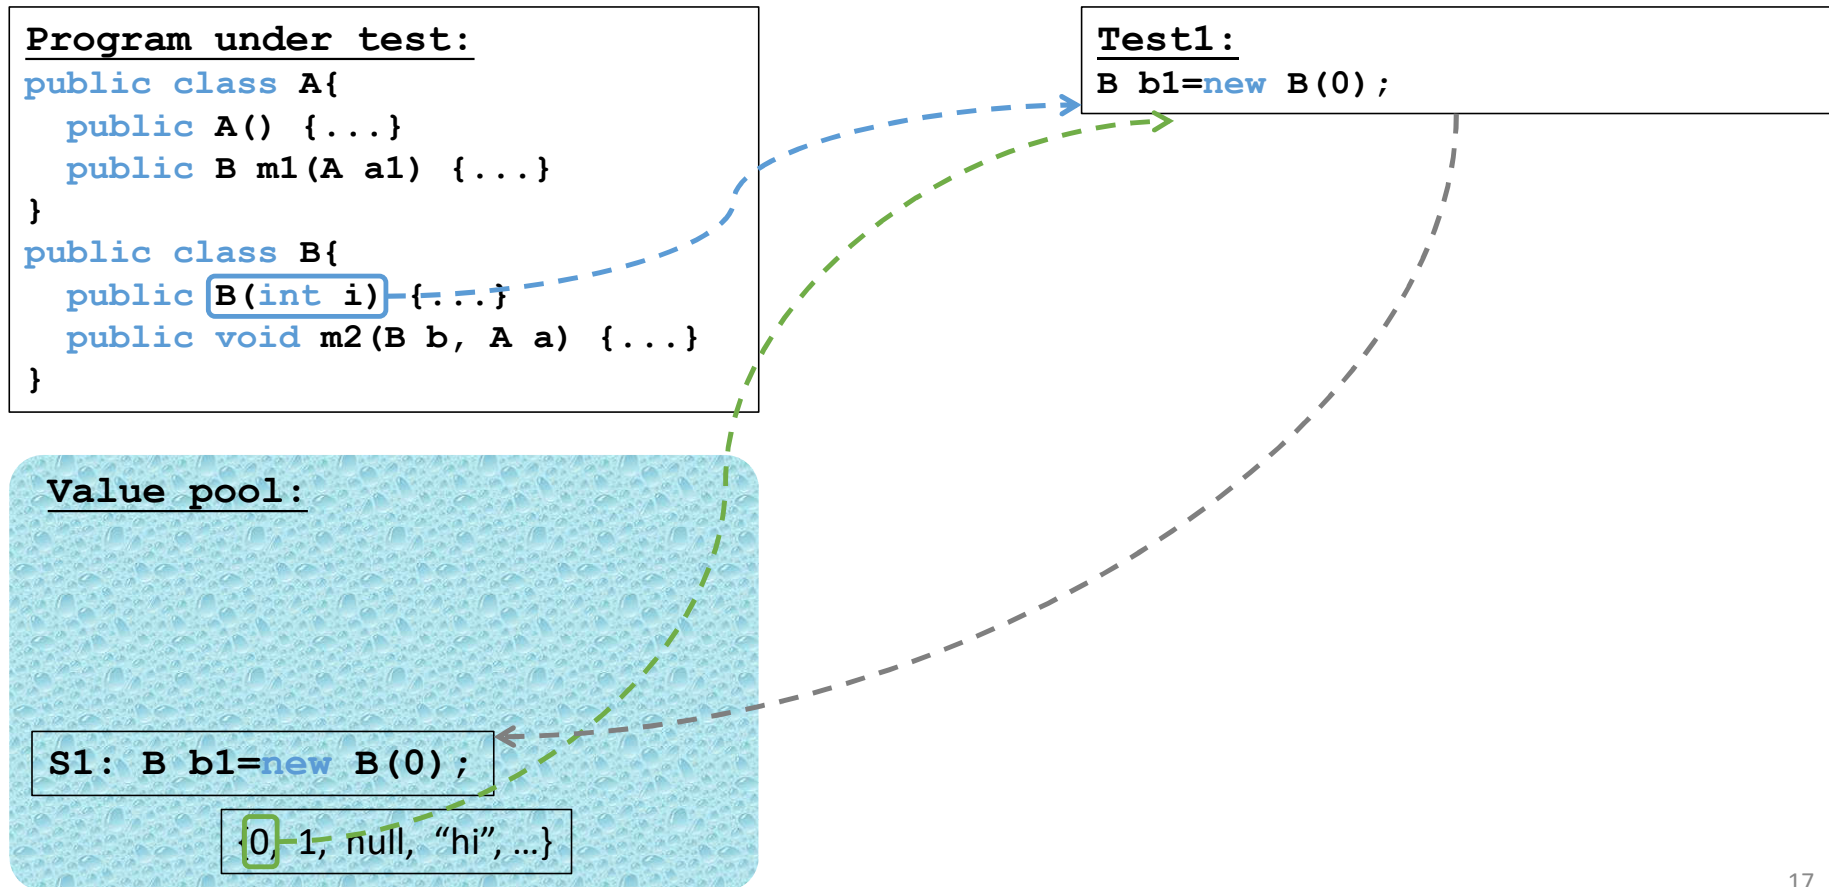 Program under test:
public class A{
public A() {...}
public B m1(A a1) {...}
}
public class B{
public B(int i) {...}
public void m2(B b, A a) {...}
}
Test1:
B b1=new B(0);
Value pool:
S1: B b1=new B(0);
{0, 1, null, “hi”, …}
17